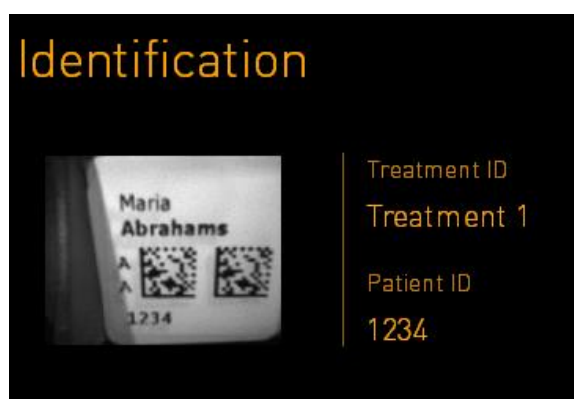 Identification
Maria
Abrahams
A
A
1234
Treatment ID
Treatment 1
Patient ID
1234